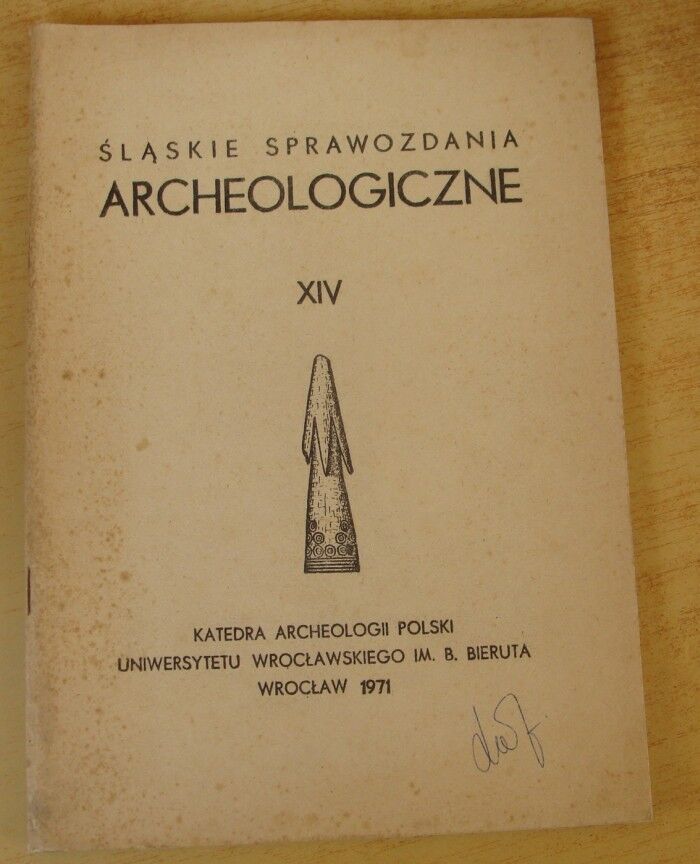 ŚLĄSKIE SPRAWOZDANIA
ARCHEOLOGICZNE
XIV
KATEDRA ARCHEOLOGII POLSKI
UNIWERSYTETU WROCŁAWSKIEGO IM. B. BIERUTA
WROCŁAW 1971